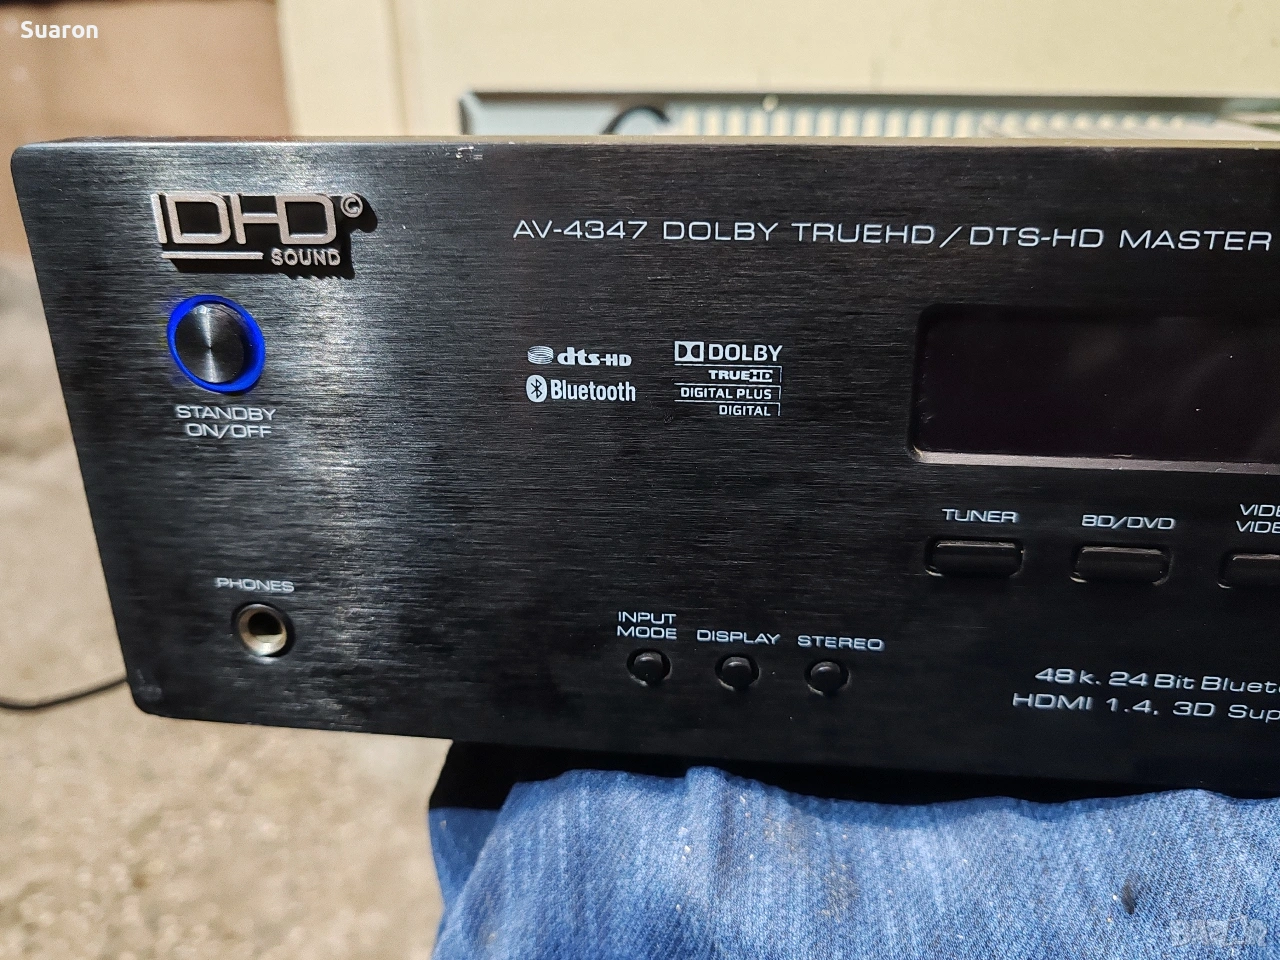 Suaron
IDHD©
SOUND
AV-4347 DOLBY TRUEHD / DTS-HD MASTER
dts-HD
Bluetooth
DOLBY
TRUEHD
DIGITAL PLUS
DIGITAL
STANDBY
ON/OFF
TUNER
BD/DVD
PHONES
INPUT
MODE
DISPLAY
STEREO
48k. 24 Bit
HDMI 1.4. 3D